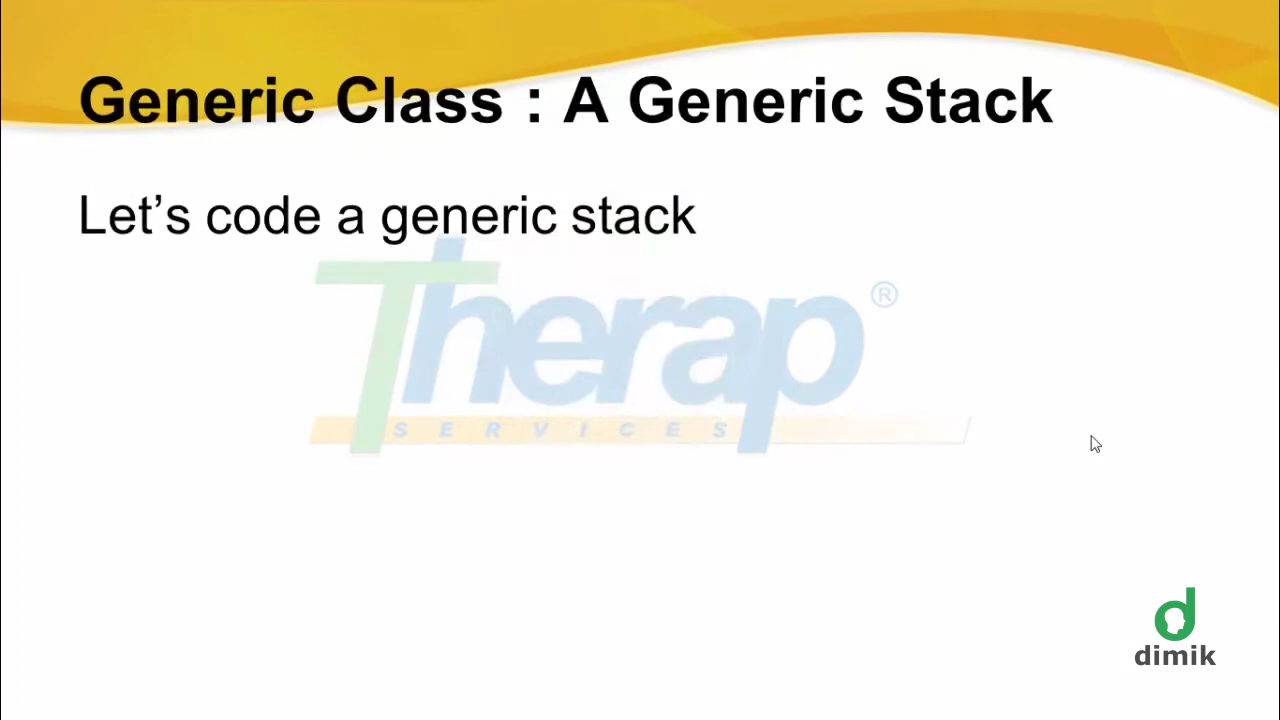 Generic Class : A Generic Stack
Let’s code a generic stack
Therap ®
SERVICES
dimik